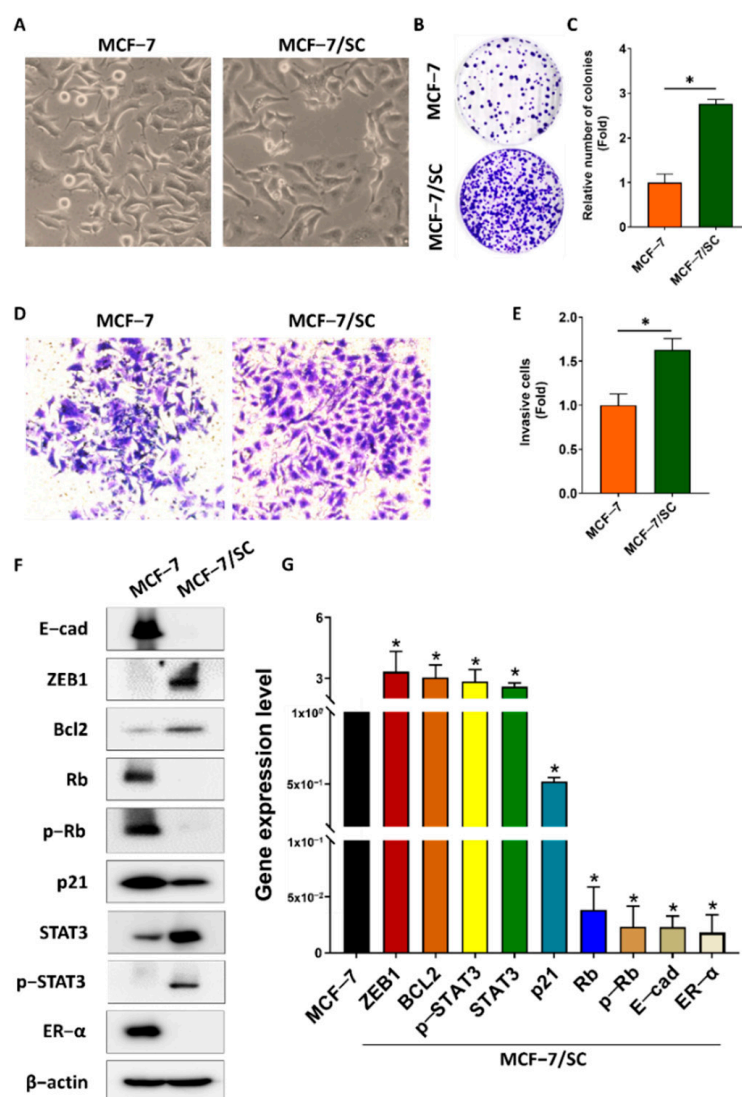 A
MCF−7
MCF−7/SC
B
MCF−7
MCF−7/SC
C
Relative number of colonies
(Fold)
4
3
2
1
0
*
MCF−7
MCF−7/SC
D
MCF−7
MCF−7/SC
E
Invasive cells
(Fold)
2.0
1.5
1.0
0.5
0.0
*
MCF−7
MCF−7/SC
F
MCF−7
MCF−7/SC
E−cad
ZEB1
Bcl2
Rb
p−Rb
p21
STAT3
p−STAT3
ER−α
β−actin
G
Gene expression level
6
3
1x10⁰
5x10⁻¹
1x10⁻¹
5x10⁻²
0
* * * * * * * * *
MCF−7
ZEB1
BCL2
p−STAT3
STAT3
p21
Rb
p−Rb
E−cad
ER−α
MCF−7/SC